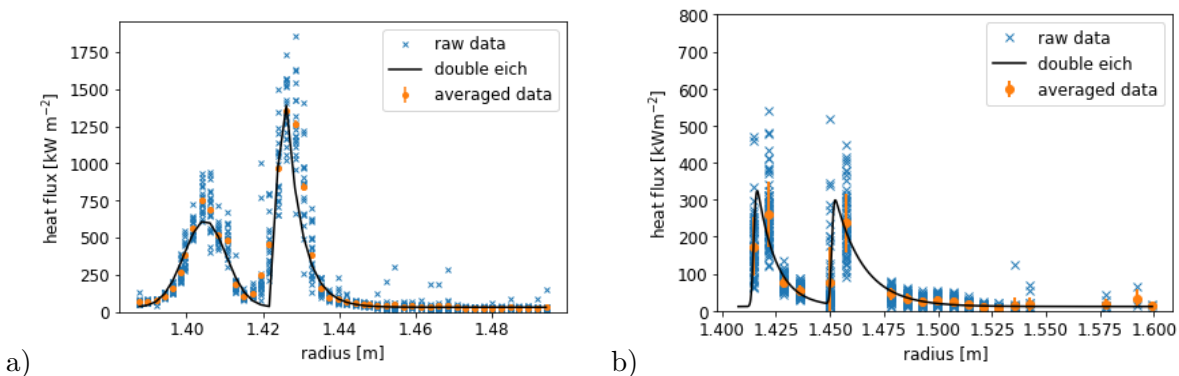 a)
heat flux [kW m⁻²]
1750
1500
1250
1000
750
500
250
0
1.40
1.42
1.44
1.46
1.48
radius [m]
raw data
double eich
averaged data
b)
heat flux [kWm⁻²]
800
700
600
500
400
300
200
100
0
1.400
1.425
1.450
1.475
1.500
1.525
1.550
1.575
1.600
radius [m]
raw data
double eich
averaged data